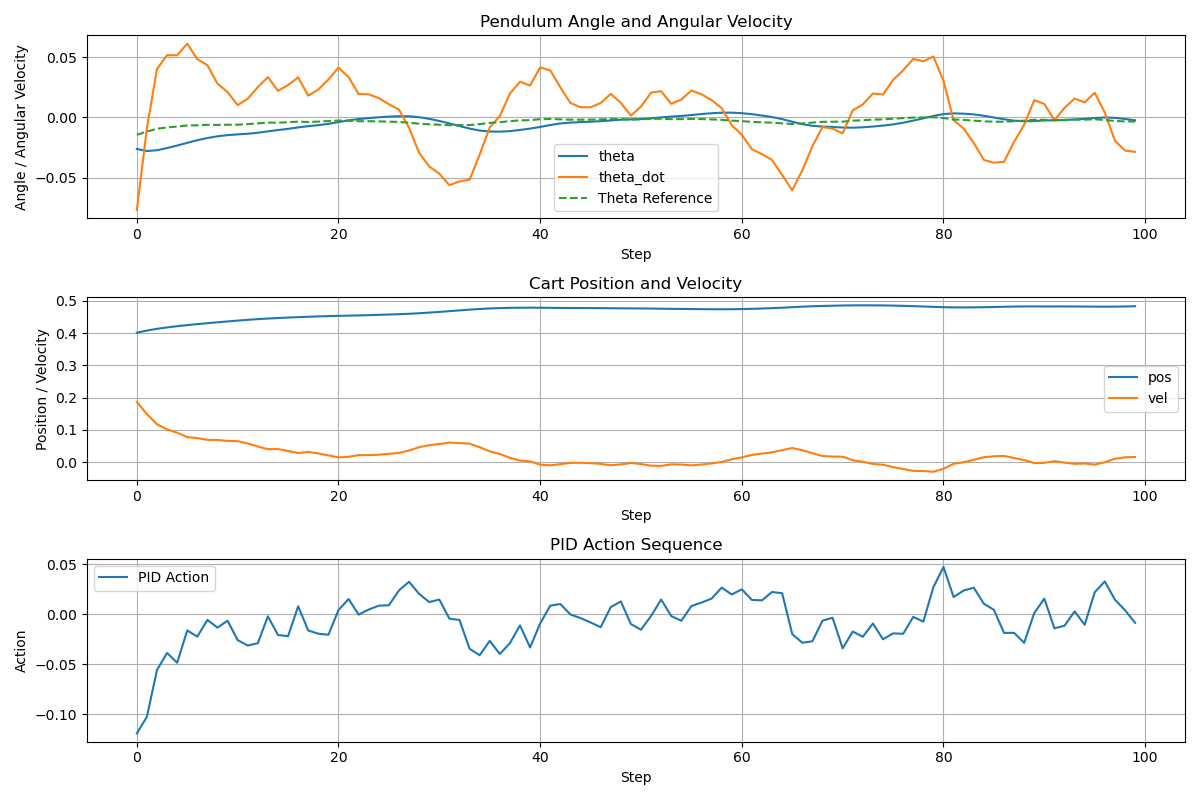 Pendulum Angle and Angular Velocity
Angle / Angular Velocity
0.05
0.00
−0.05
theta
theta_dot
Theta Reference
0 20 40 60 80 100
Step
Cart Position and Velocity
Position / Velocity
0.5
0.4
0.3
0.2
0.1
0.0
pos
vel
0 20 40 60 80 100
Step
PID Action Sequence
Action
0.05
0.00
−0.05
−0.10
PID Action
0 20 40 60 80 100
Step